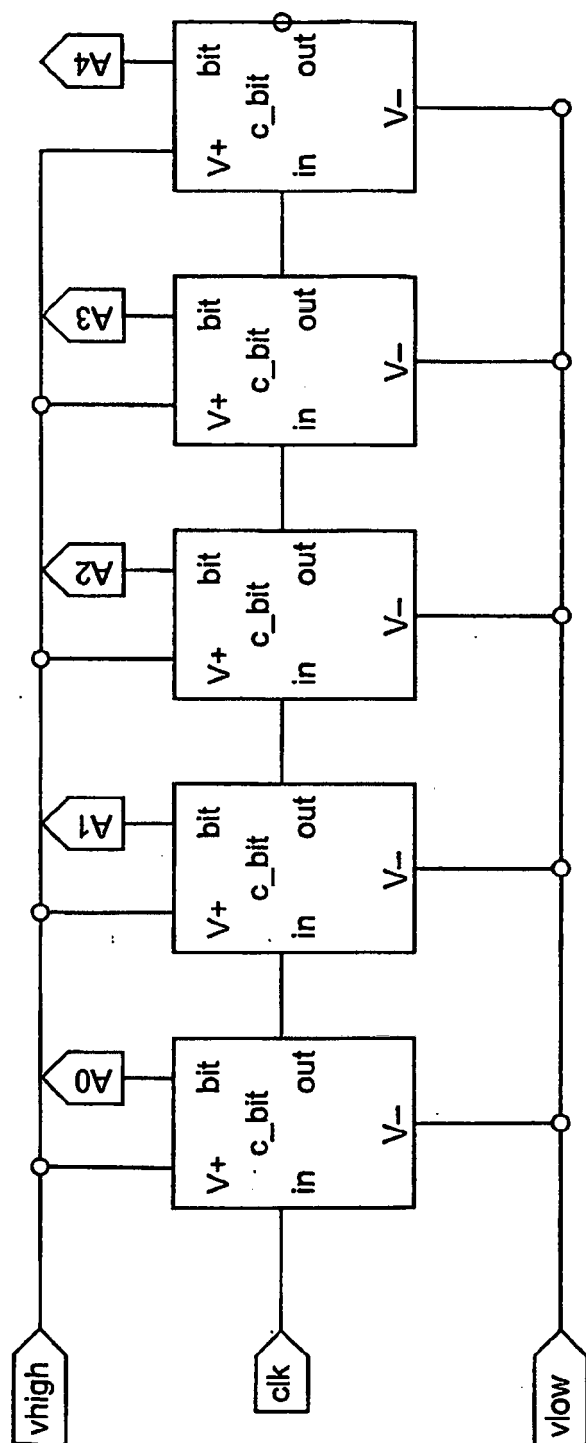 vhigh
clk
vlow
A0
V+
bit
c_bit
in
out
V−
A1
V+
bit
c_bit
in
out
V−
A2
V+
bit
c_bit
in
out
V−
A3
V+
bit
c_bit
in
out
V−
A4
V+
bit
c_bit
in
out
V−